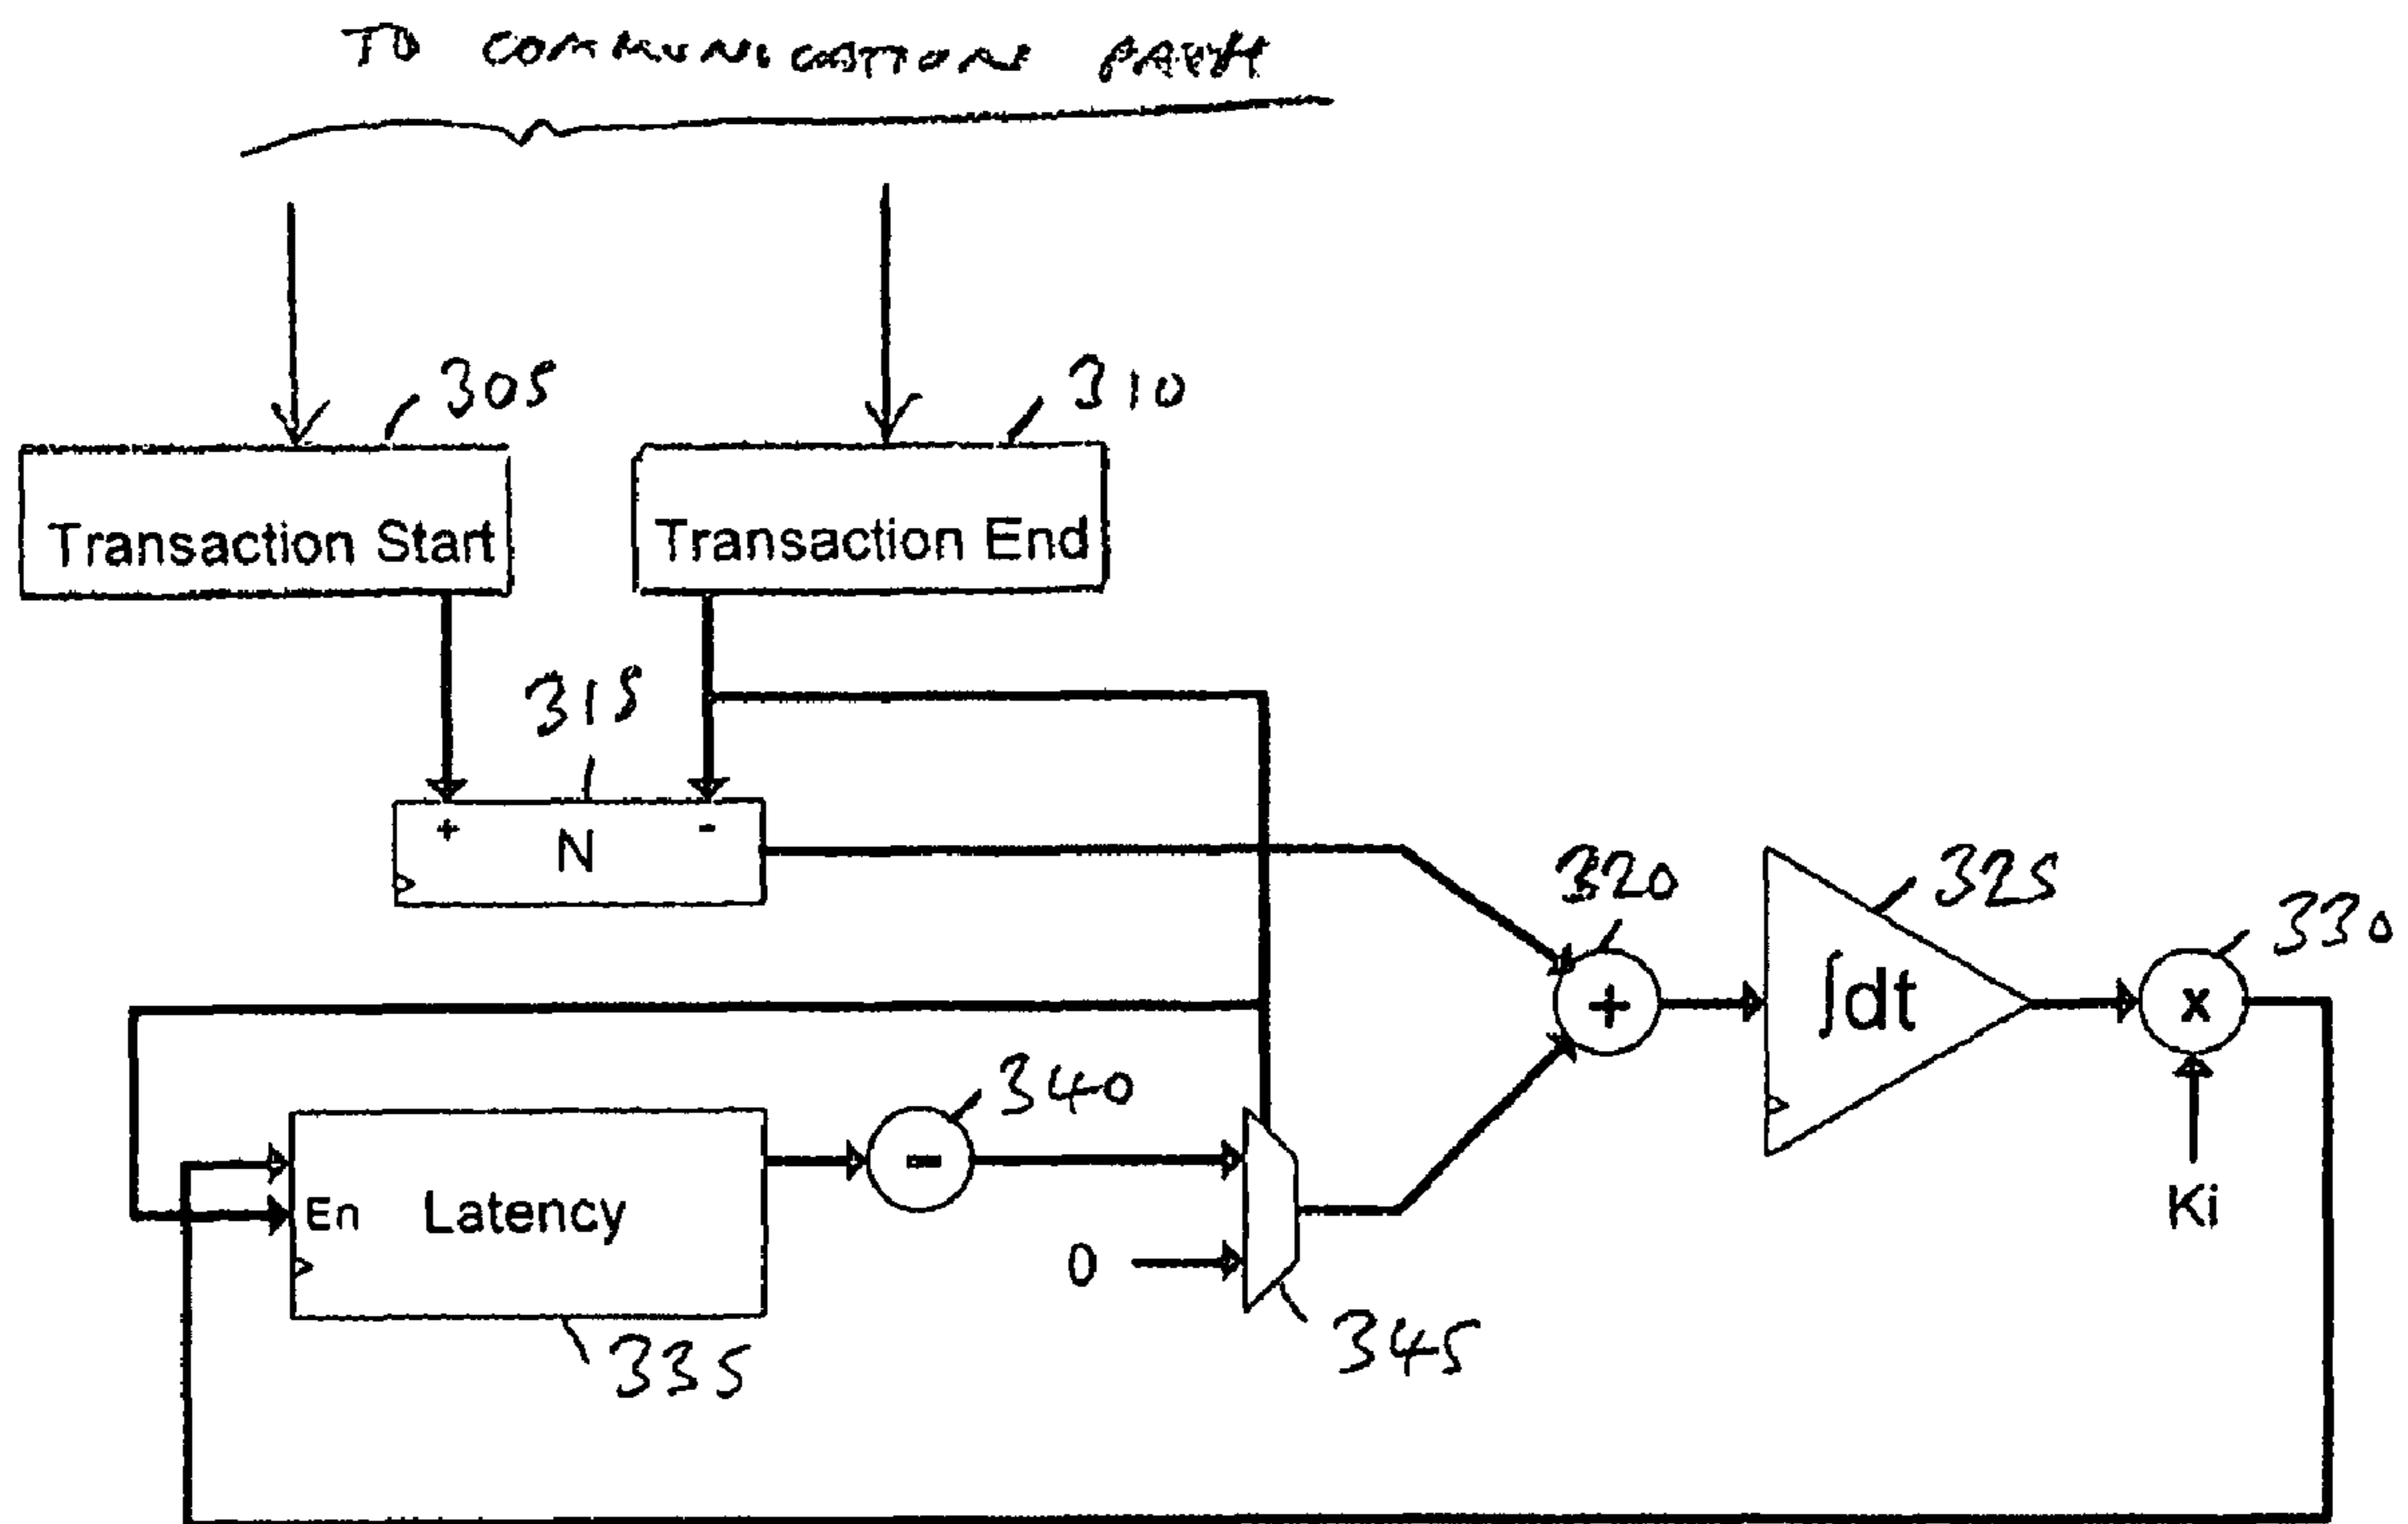 TO COMMUNICATIONS PATH
305
310
Transaction Start
Transaction End
315
+ N -
320
325
330
+
∫dt
x
340
-
Ki
En Latency
0
335
345